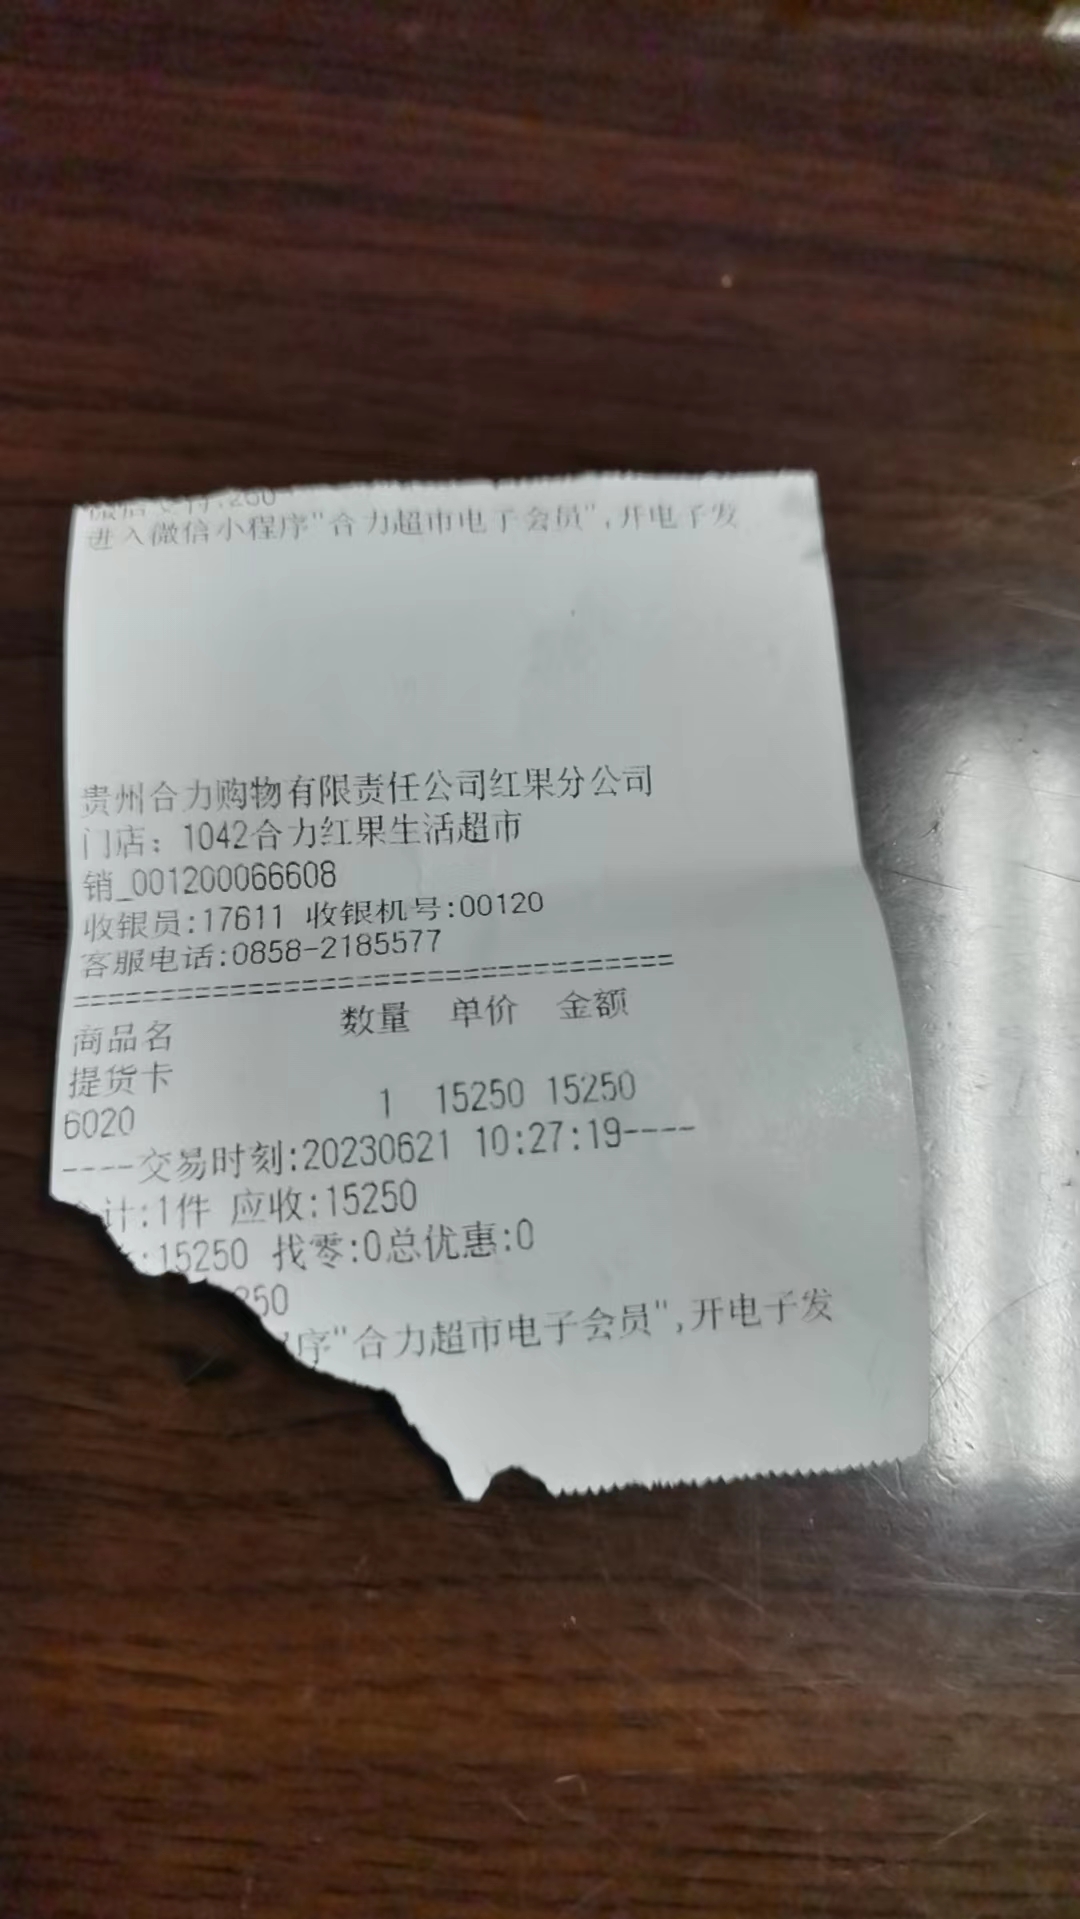 微信支付:250
进入微信小程序"合力超市电子会员",开电子发
贵州合力购物有限责任公司红果分公司
门店：1042合力红果生活超市
销_001200066608
收银员:17611 收银机号:00120
客服电话:0858-2185577
================================
商品名 数量 单价 金额
提货卡
6020 1 15250 15250
----交易时刻:20230621 10:27:19----
计:1件 应收:15250
:15250 找零:0总优惠:0
250
序"合力超市电子会员",开电子发